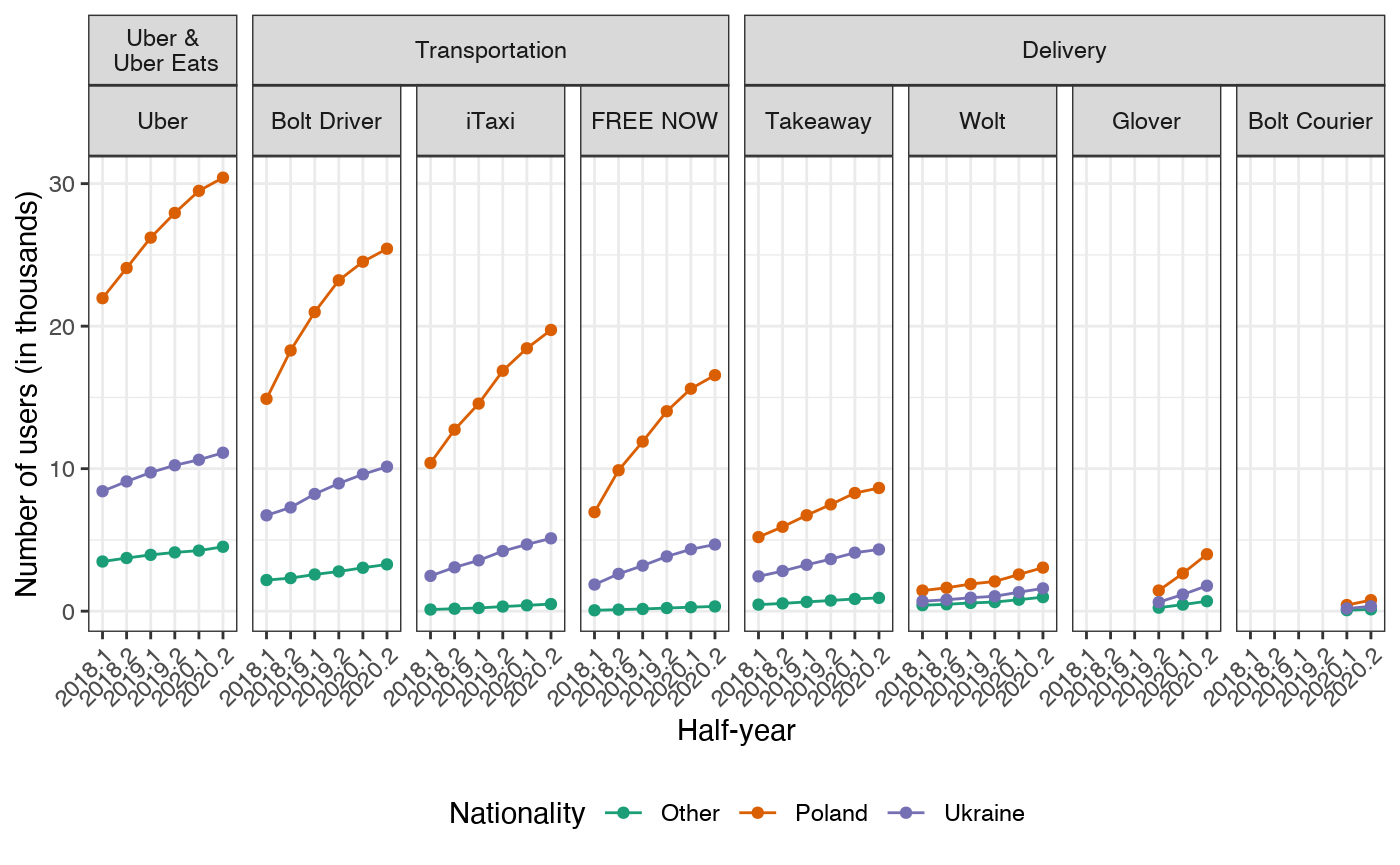 Uber &
Uber Eats
Transportation
Delivery
Uber
Bolt Driver
iTaxi
FREE NOW
Takeaway
Wolt
Glover
Bolt Courier
Number of users (in thousands)
30
20
10
0
2018.1 2018.2 2019.1 2019.2 2020.1 2020.2
2018.1 2018.2 2019.1 2019.2 2020.1 2020.2
2018.1 2018.2 2019.1 2019.2 2020.1 2020.2
2018.1 2018.2 2019.1 2019.2 2020.1 2020.2
2018.1 2018.2 2019.1 2019.2 2020.1 2020.2
2018.1 2018.2 2019.1 2019.2 2020.1 2020.2
2018.1 2018.2 2019.1 2019.2 2020.1 2020.2
2018.1 2018.2 2019.1 2019.2 2020.1 2020.2
Half-year
Nationality Other Poland Ukraine